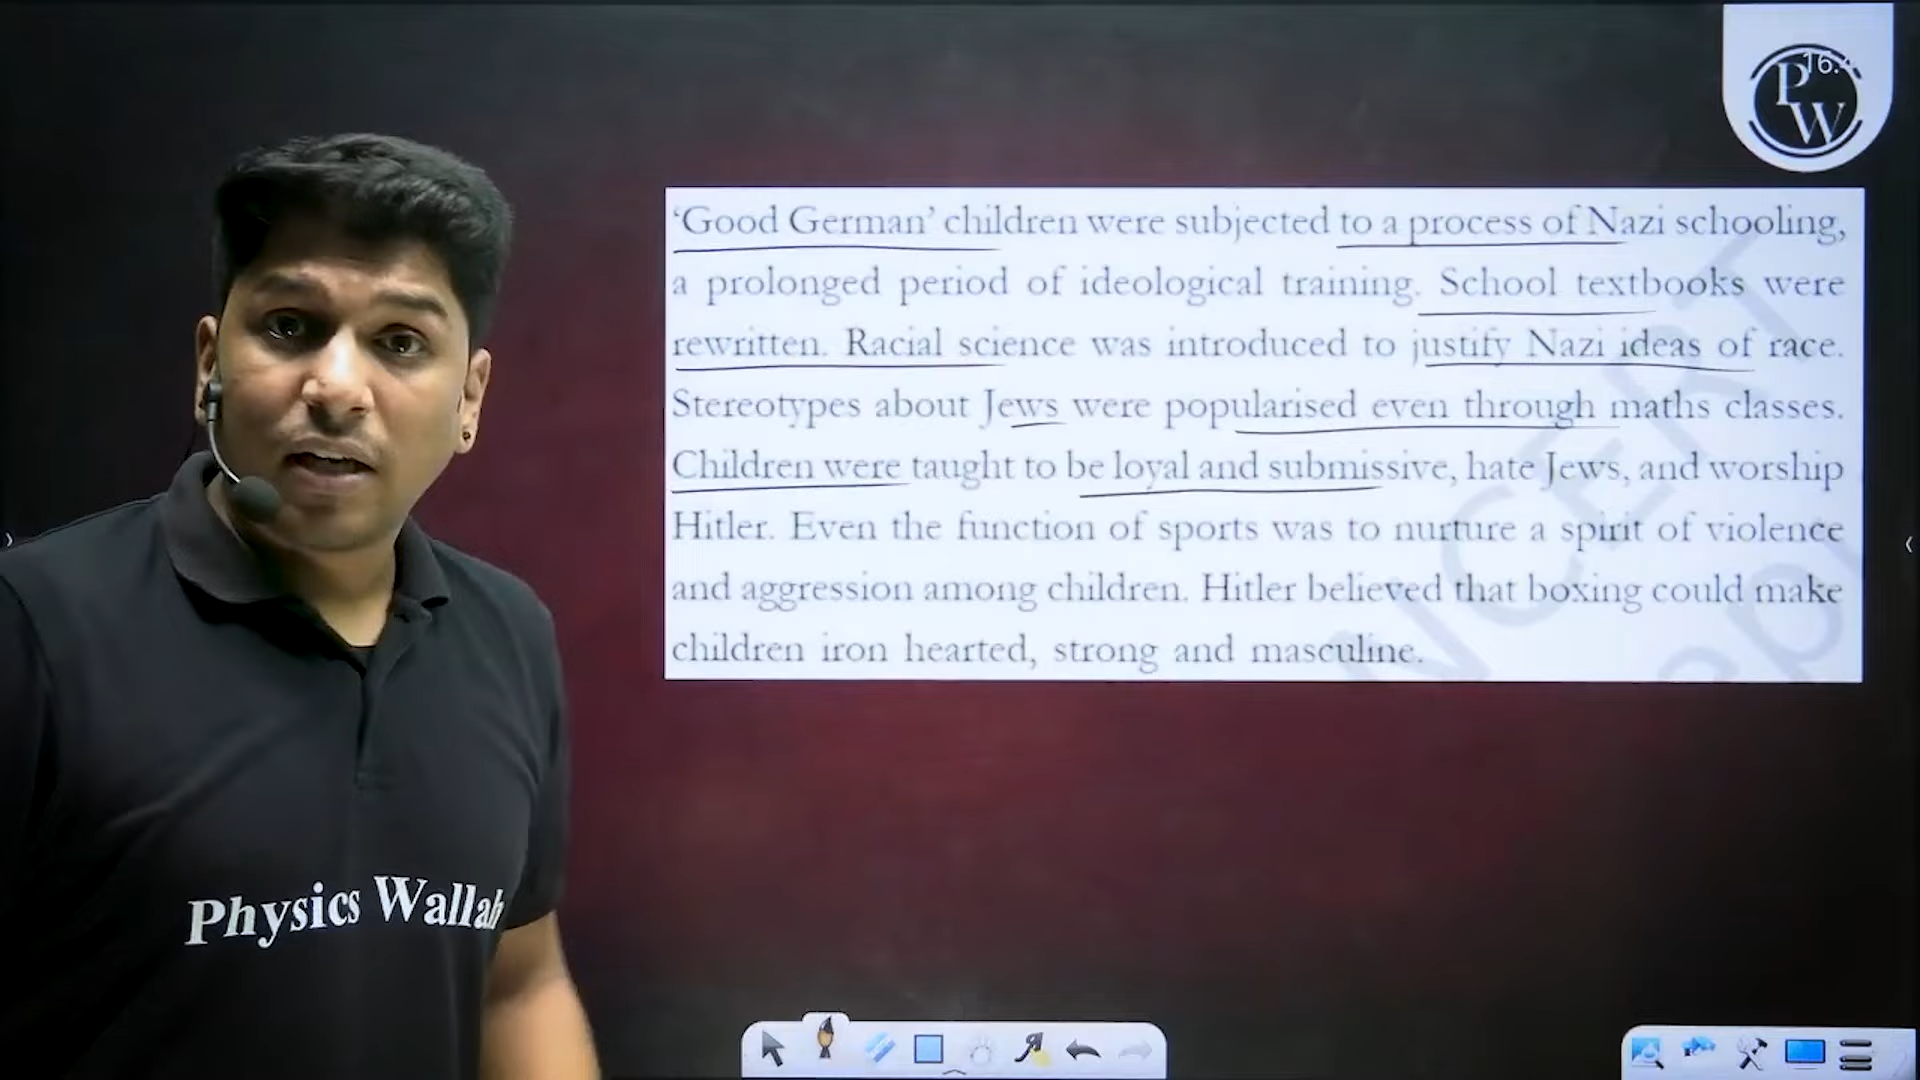 16.
P
W
‘Good German’ children were subjected to a process of Nazi schooling,
a prolonged period of ideological training. School textbooks were
rewritten. Racial science was introduced to justify Nazi ideas of race.
Stereotypes about Jews were popularised even through maths classes.
Children were taught to be loyal and submissive, hate Jews, and worship
Hitler. Even the function of sports was to nurture a spirit of violence
and aggression among children. Hitler believed that boxing could make
children iron hearted, strong and masculine.
NCERT
Physics Wallah